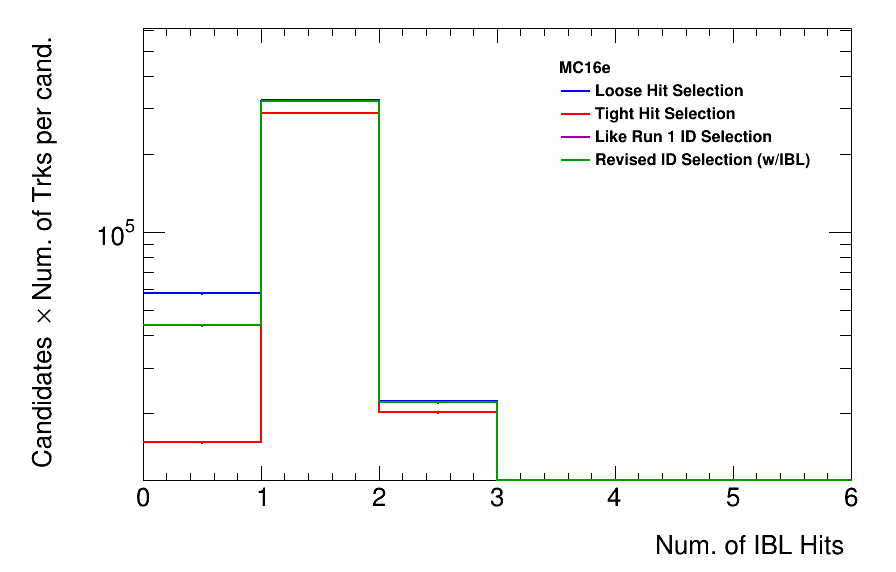 Candidates × Num. of Trks per cand.
MC16e
Loose Hit Selection
Tight Hit Selection
Like Run 1 ID Selection
Revised ID Selection (w/IBL)
10^5
0 1 2 3 4 5 6
Num. of IBL Hits